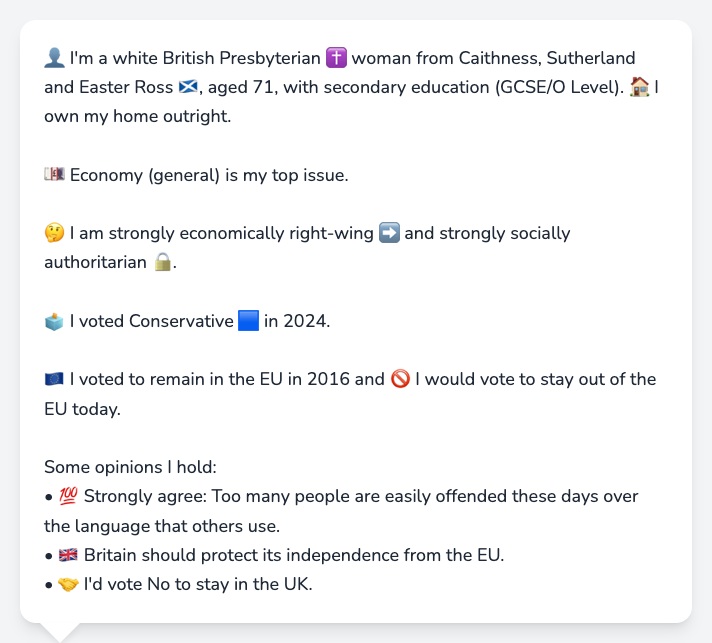 👤 I'm a white British Presbyterian ✝️ woman from Caithness, Sutherland
and Easter Ross 🏴󠁧󠁢󠁳󠁣󠁴󠁿, aged 71, with secondary education (GCSE/O Level). 🏠 I
own my home outright.
💷 Economy (general) is my top issue.
🤔 I am strongly economically right-wing ➡️ and strongly socially
authoritarian 🔒.
🗳️ I voted Conservative 🟦 in 2024.
🇪🇺 I voted to remain in the EU in 2016 and 🚫 I would vote to stay out of the
EU today.
Some opinions I hold:
• 💯 Strongly agree: Too many people are easily offended these days over
the language that others use.
• 🇬🇧 Britain should protect its independence from the EU.
• 🤝 I'd vote No to stay in the UK.